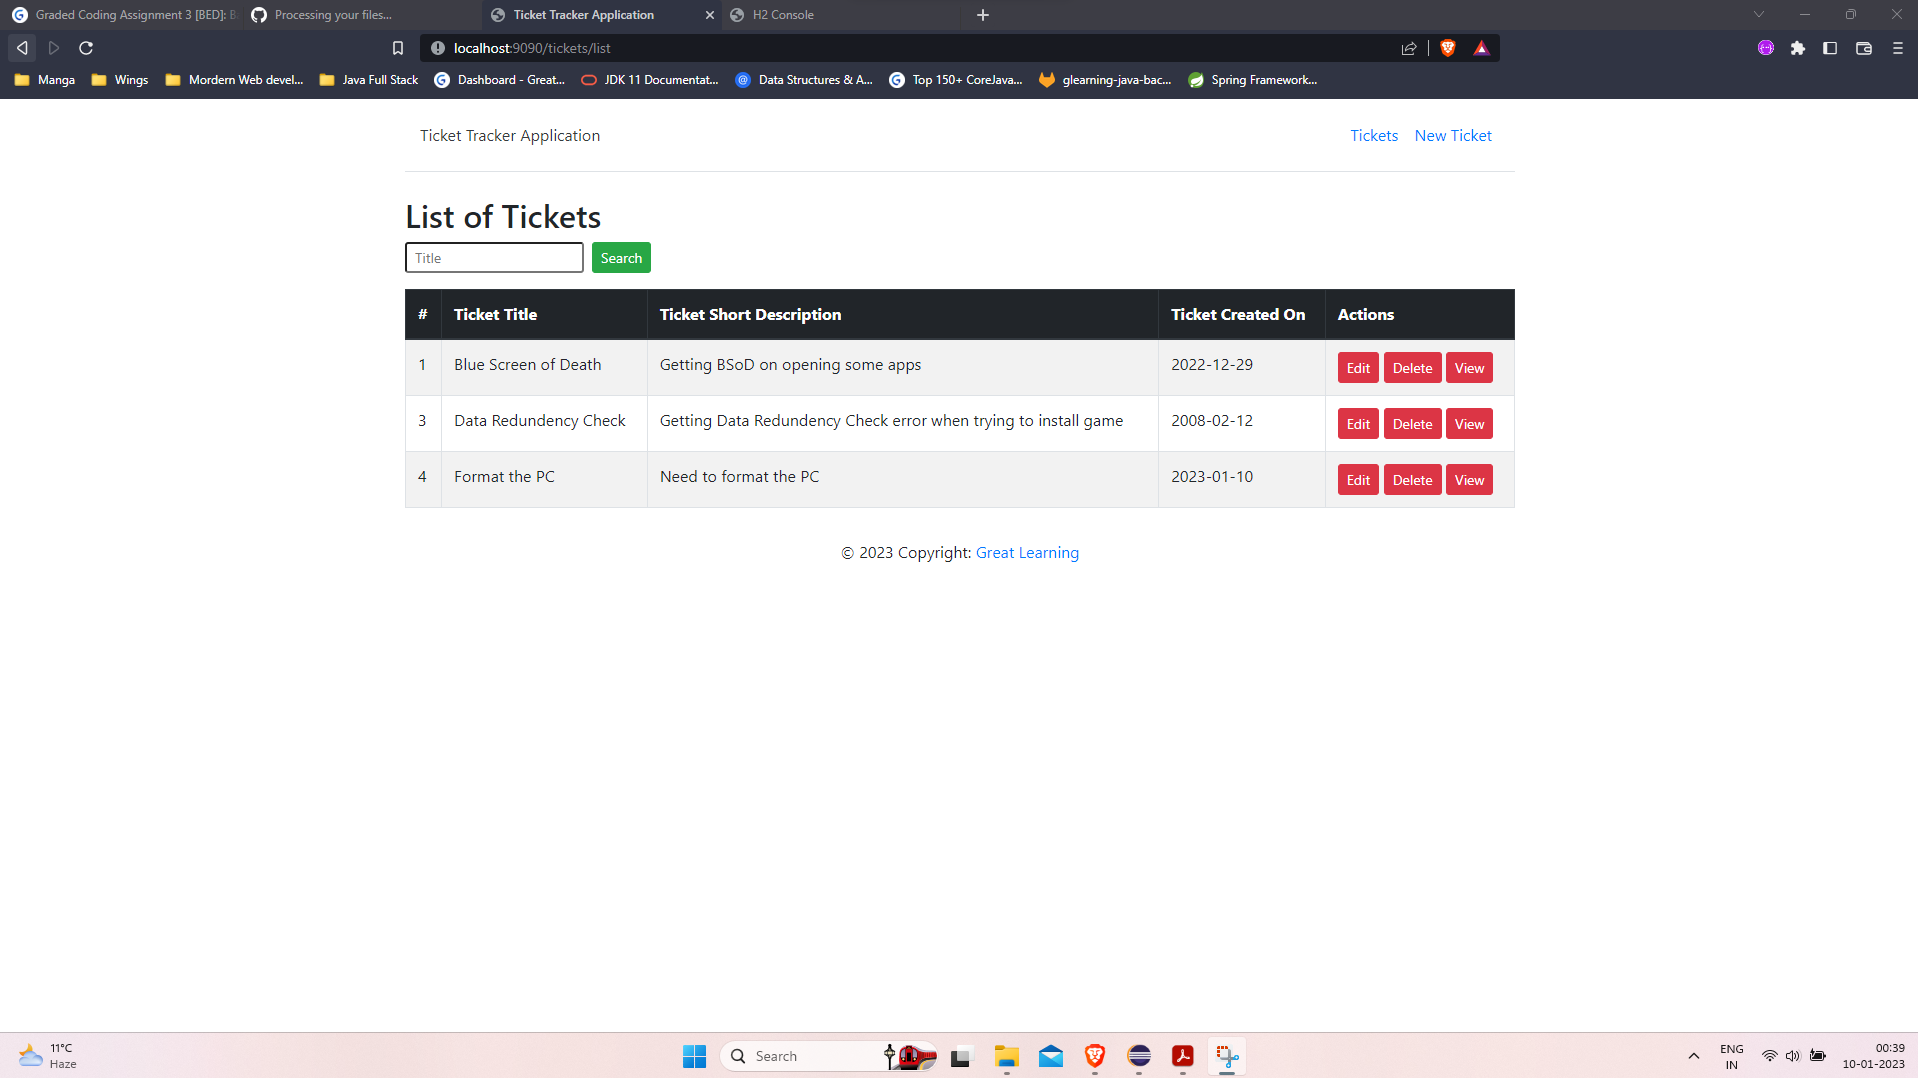 Graded Coding Assignment 3 [BED]: B
Processing your files...
Ticket Tracker Application
H2 Console
localhost:9090/tickets/list
Manga
Wings
Mordern Web devel...
Java Full Stack
Dashboard - Great...
JDK 11 Documentat...
Data Structures & A...
Top 150+ CoreJava...
glearning-java-bac...
Spring Framework...
Ticket Tracker Application
Tickets
New Ticket
List of Tickets
Title
Search
# Ticket Title Ticket Short Description Ticket Created On Actions
1 Blue Screen of Death Getting BSoD on opening some apps 2022-12-29 Edit Delete View
3 Data Redundency Check Getting Data Redundency Check error when trying to install game 2008-02-12 Edit Delete View
4 Format the PC Need to format the PC 2023-01-10 Edit Delete View
© 2023 Copyright: Great Learning
11°C
Haze
Search
ENG
IN
00:39
10-01-2023